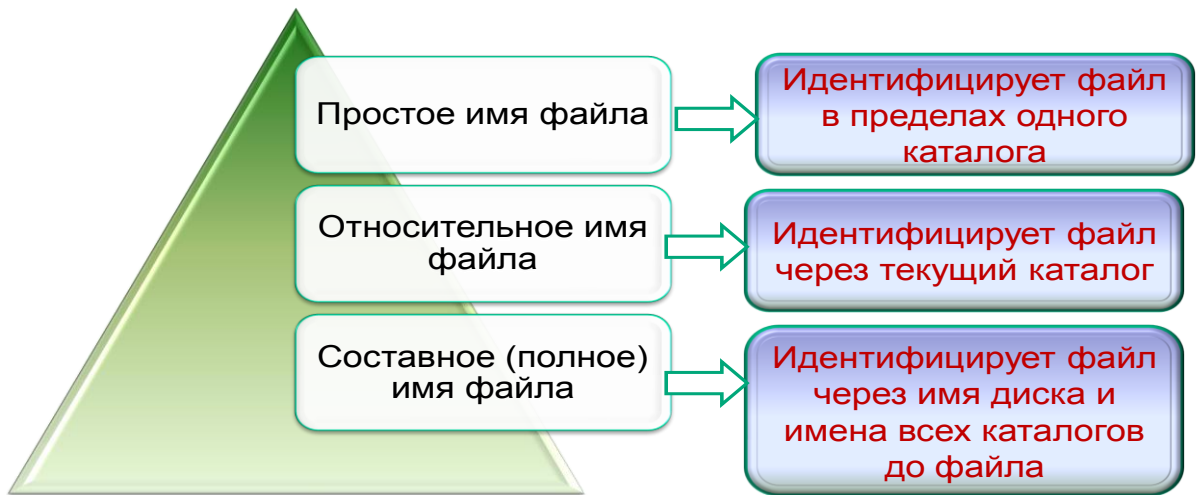 Простое имя файла
Идентифицирует файл
в пределах одного
каталога
Относительное имя
файла
Идентифицирует файл
через текущий каталог
Составное (полное)
имя файла
Идентифицирует файл
через имя диска и
имена всех каталогов
до файла